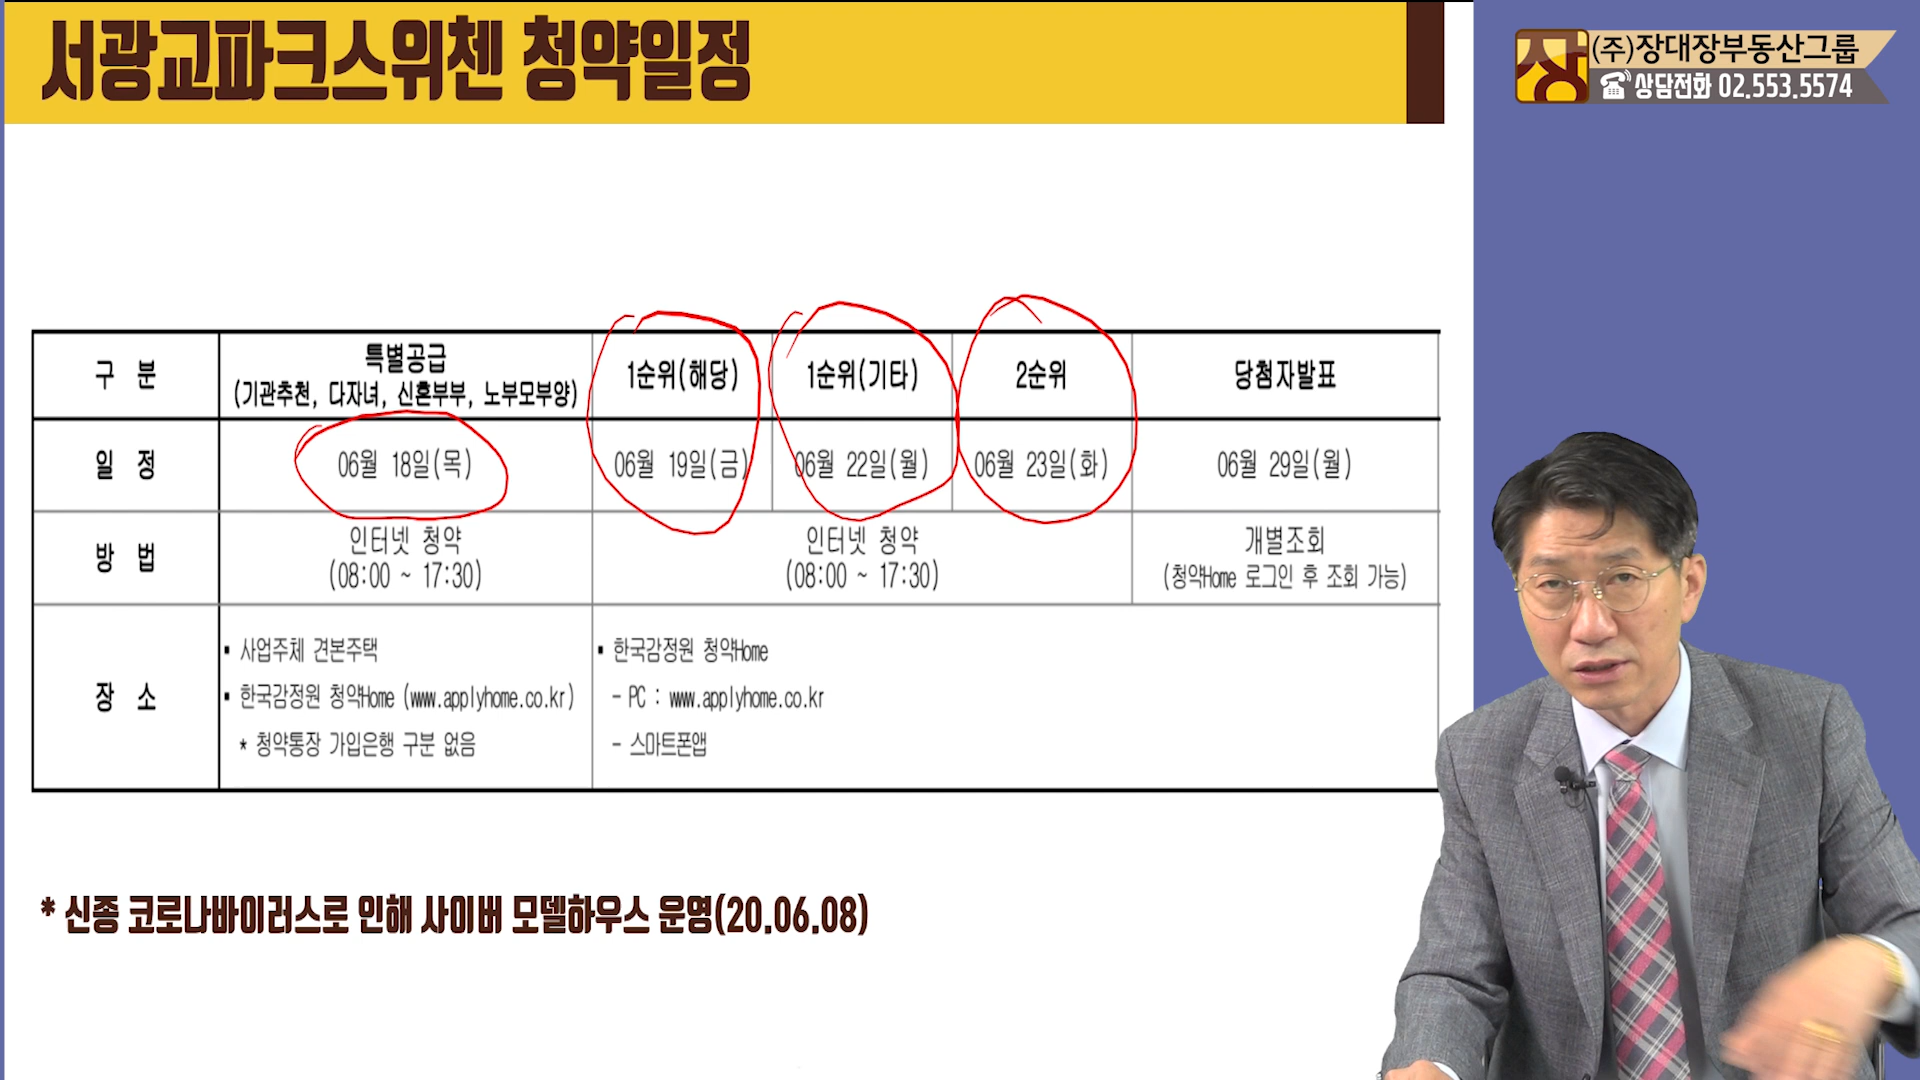 서광교파크스위첸 청약일정
(주)장대장부동산그룹
상담전화 02.553.5574
구 분
특별공급
(기관추천, 다자녀, 신혼부부, 노부모부양)
1순위(해당)
1순위(기타)
2순위
당첨자발표
일 정
06월 18일(목)
06월 19일(금)
06월 22일(월)
06월 23일(화)
06월 29일(월)
방 법
인터넷 청약
(08:00 ~ 17:30)
인터넷 청약
(08:00 ~ 17:30)
개별조회
(청약Home 로그인 후 조회 가능)
장 소
▪ 사업주체 견본주택
▪ 한국감정원 청약Home (www.applyhome.co.kr)
* 청약통장 가입은행 구분 없음
▪ 한국감정원 청약Home
- PC : www.applyhome.co.kr
- 스마트폰앱
* 신종 코로나바이러스로 인해 사이버 모델하우스 운영(20.06.08)